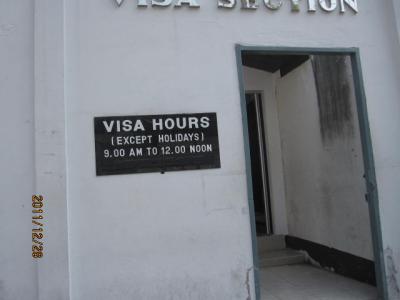 VISA SECTION
VISA HOURS
(EXCEPT HOLIDAYS)
9.00 AM TO 12.00 NOON
2011/12/28